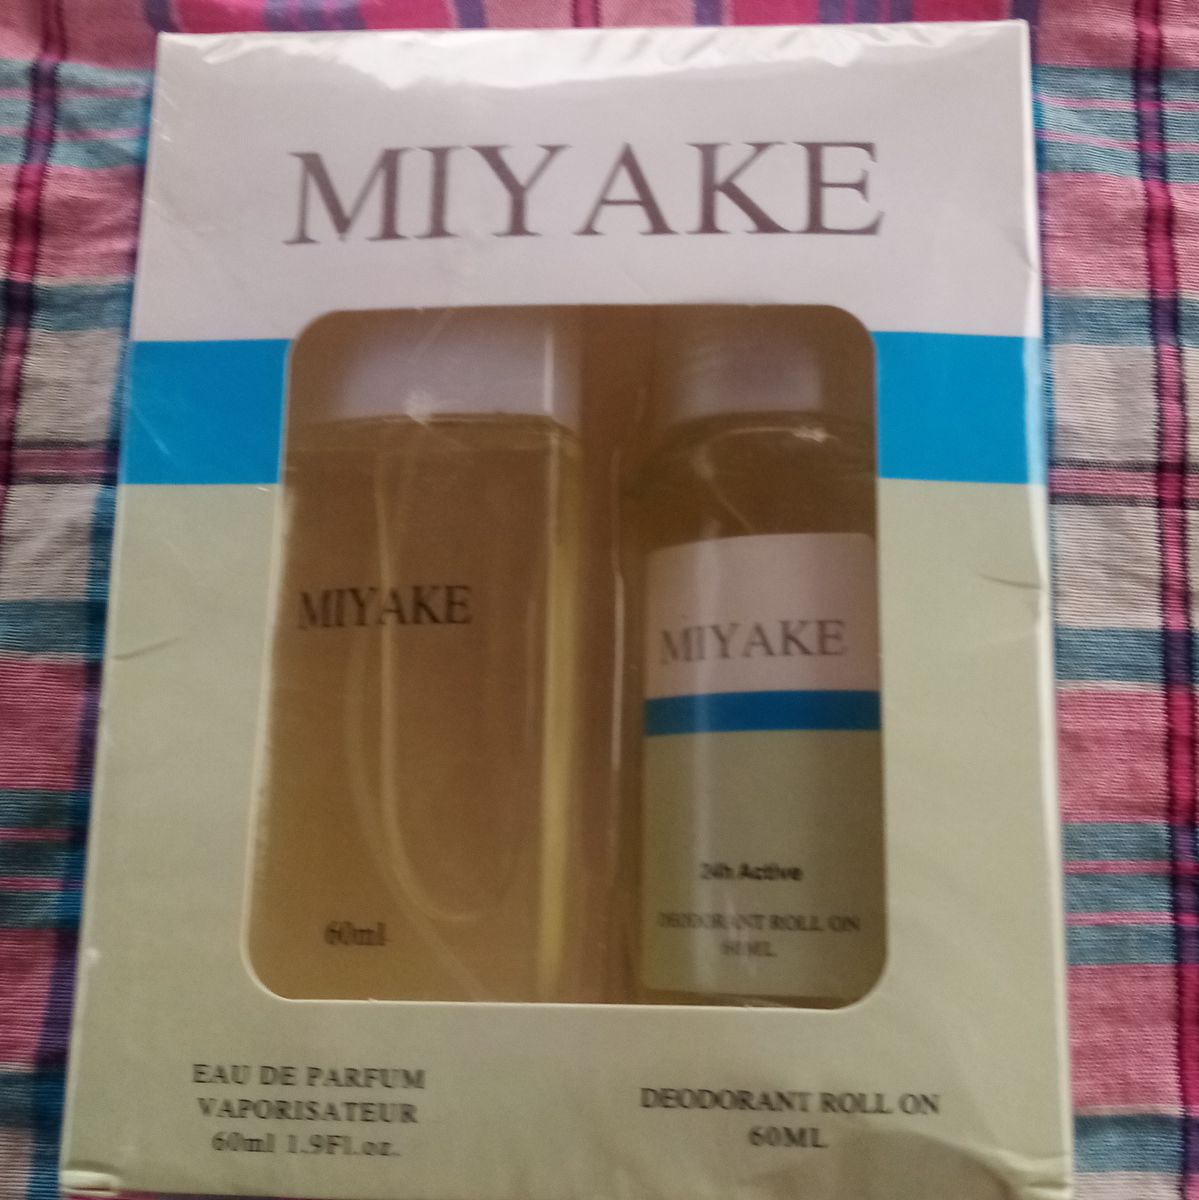 MIYAKE
MIYAKE
60ml
MIYAKE
24h Active
DEODORANT ROLL ON
60ML
EAU DE PARFUM
VAPORISATEUR
60ml 1.9Fl.oz.
DEODORANT ROLL ON
60ML